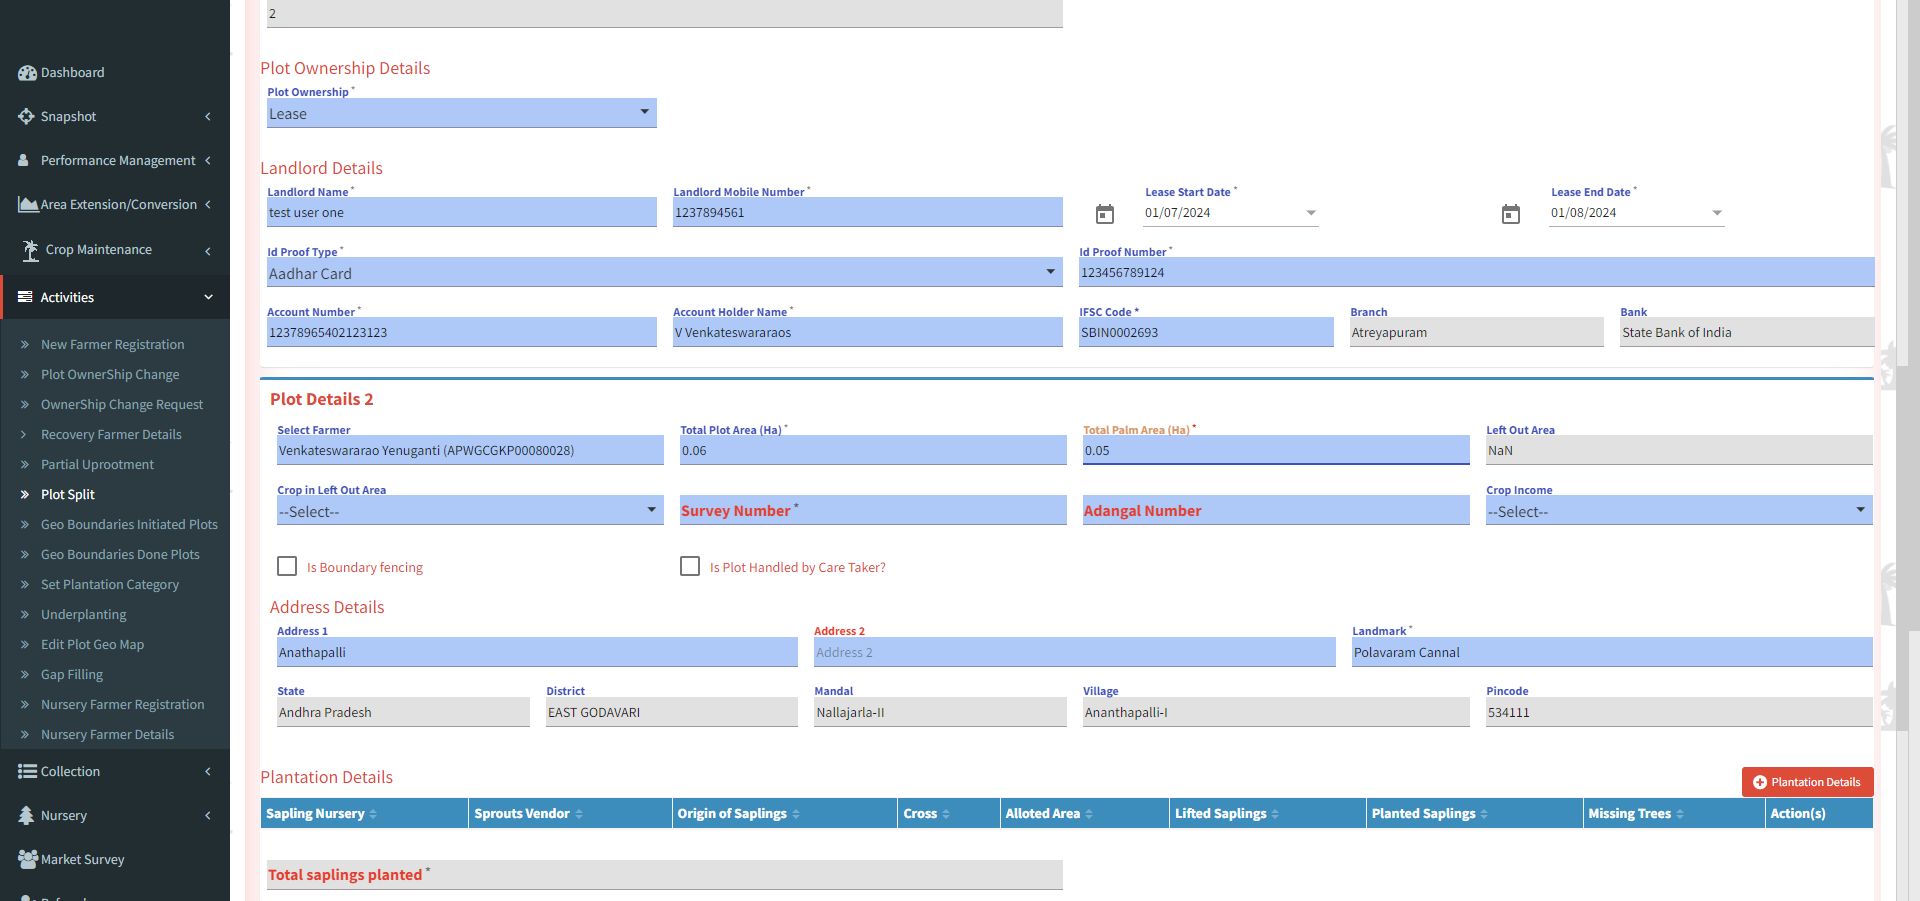 2
Dashboard
Snapshot
Performance Management
Area Extension/Conversion
Crop Maintenance
Activities
New Farmer Registration
Plot OwnerShip Change
OwnerShip Change Request
Recovery Farmer Details
Partial Uprootment
Plot Split
Geo Boundaries Initiated Plots
Geo Boundaries Done Plots
Set Plantation Category
Underplanting
Edit Plot Geo Map
Gap Filling
Nursery Farmer Registration
Nursery Farmer Details
Collection
Nursery
Market Survey
Plot Ownership Details
Plot Ownership *
Lease
Landlord Details
Landlord Name * Landlord Mobile Number * Lease Start Date * Lease End Date *
test user one 1237894561 01/07/2024 01/08/2024
Id Proof Type * Id Proof Number *
Aadhar Card 123456789124
Account Number * Account Holder Name * IFSC Code * Branch Bank
12378965402123123 V Venkateswararaos SBIN0002693 Atreyapuram State Bank of India
Plot Details 2
Select Farmer Total Plot Area (Ha) * Total Palm Area (Ha) * Left Out Area
Venkateswararao Yenuganti (APWGCGKP00080028) 0.06 0.05 NaN
Crop in Left Out Area Crop Income
--Select-- Survey Number * Adangal Number --Select--
Is Boundary fencing Is Plot Handled by Care Taker?
Address Details
Address 1 Address 2 Landmark *
Anathapalli Address 2 Polavaram Cannal
State District Mandal Village Pincode
Andhra Pradesh EAST GODAVARI Nallajarla-II Ananthapalli-I 534111
Plantation Details Plantation Details
Sapling Nursery Sprouts Vendor Origin of Saplings Cross Alloted Area Lifted Saplings Planted Saplings Missing Trees Action(s)
Total saplings planted *